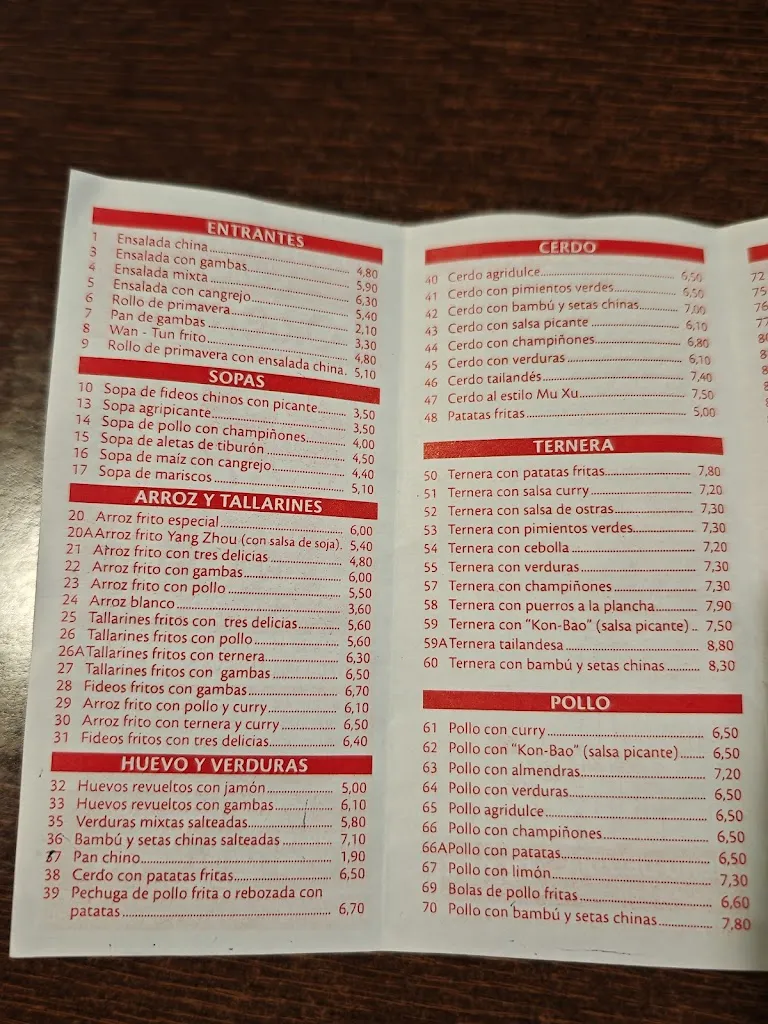 ENTRANTES
1 Ensalada china 4,80
3 Ensalada con gambas 5,90
4 Ensalada mixta 6,30
5 Ensalada con cangrejo 5,40
6 Rollo de primavera 2,10
7 Pan de gambas 3,30
8 Wan - Tun frito 4,80
9 Rollo de primavera con ensalada china. 5,10
SOPAS
10 Sopa de fideos chinos con picante 3,50
13 Sopa agripicante 3,50
14 Sopa de pollo con champiñones 4,00
15 Sopa de aletas de tiburón 4,50
16 Sopa de maíz con cangrejo 4,40
17 Sopa de mariscos 5,10
ARROZ Y TALLARINES
20 Arroz frito especial 6,00
20A Arroz frito Yang Zhou (con salsa de soja). 5,40
21 Arroz frito con tres delicias 4,80
22 Arroz frito con gambas 6,00
23 Arroz frito con pollo 5,50
24 Arroz blanco 3,60
25 Tallarines fritos con tres delicias 5,60
26 Tallarines fritos con pollo 5,60
26A Tallarines fritos con ternera 6,30
27 Tallarines fritos con gambas 6,50
28 Fideos fritos con gambas 6,70
29 Arroz frito con pollo y curry 6,10
30 Arroz frito con ternera y curry 6,50
31 Fideos fritos con tres delicias 6,40
HUEVO Y VERDURAS
32 Huevos revueltos con jamón 5,00
33 Huevos revueltos con gambas 6,10
35 Verduras mixtas salteadas 5,80
36 Bambú y setas chinas salteadas 7,10
37 Pan chino 1,90
38 Cerdo con patatas fritas 6,50
39 Pechuga de pollo frita o rebozada con
patatas 6,70
CERDO
40 Cerdo agridulce 6,50
41 Cerdo con pimientos verdes 6,50
42 Cerdo con bambú y setas chinas 7,00
43 Cerdo con salsa picante 6,10
44 Cerdo con champiñones 6,80
45 Cerdo con verduras 6,10
46 Cerdo tailandés 7,40
47 Cerdo al estilo Mu Xu 7,50
48 Patatas fritas 5,00
TERNERA
50 Ternera con patatas fritas 7,80
51 Ternera con salsa curry 7,20
52 Ternera con salsa de ostras 7,30
53 Ternera con pimientos verdes 7,30
54 Ternera con cebolla 7,20
55 Ternera con verduras 7,30
57 Ternera con champiñones 7,30
58 Ternera con puerros a la plancha 7,90
59 Ternera con "Kon-Bao" (salsa picante) 7,50
59A Ternera tailandesa 8,80
60 Ternera con bambú y setas chinas 8,30
POLLO
61 Pollo con curry 6,50
62 Pollo con "Kon-Bao" (salsa picante) 6,50
63 Pollo con almendras 7,20
64 Pollo con verduras 6,50
65 Pollo agridulce 6,50
66 Pollo con champiñones 6,50
66A Pollo con patatas 6,50
67 Pollo con limón 7,30
69 Bolas de pollo fritas 6,60
70 Pollo con bambú y setas chinas 7,80
72
75
76